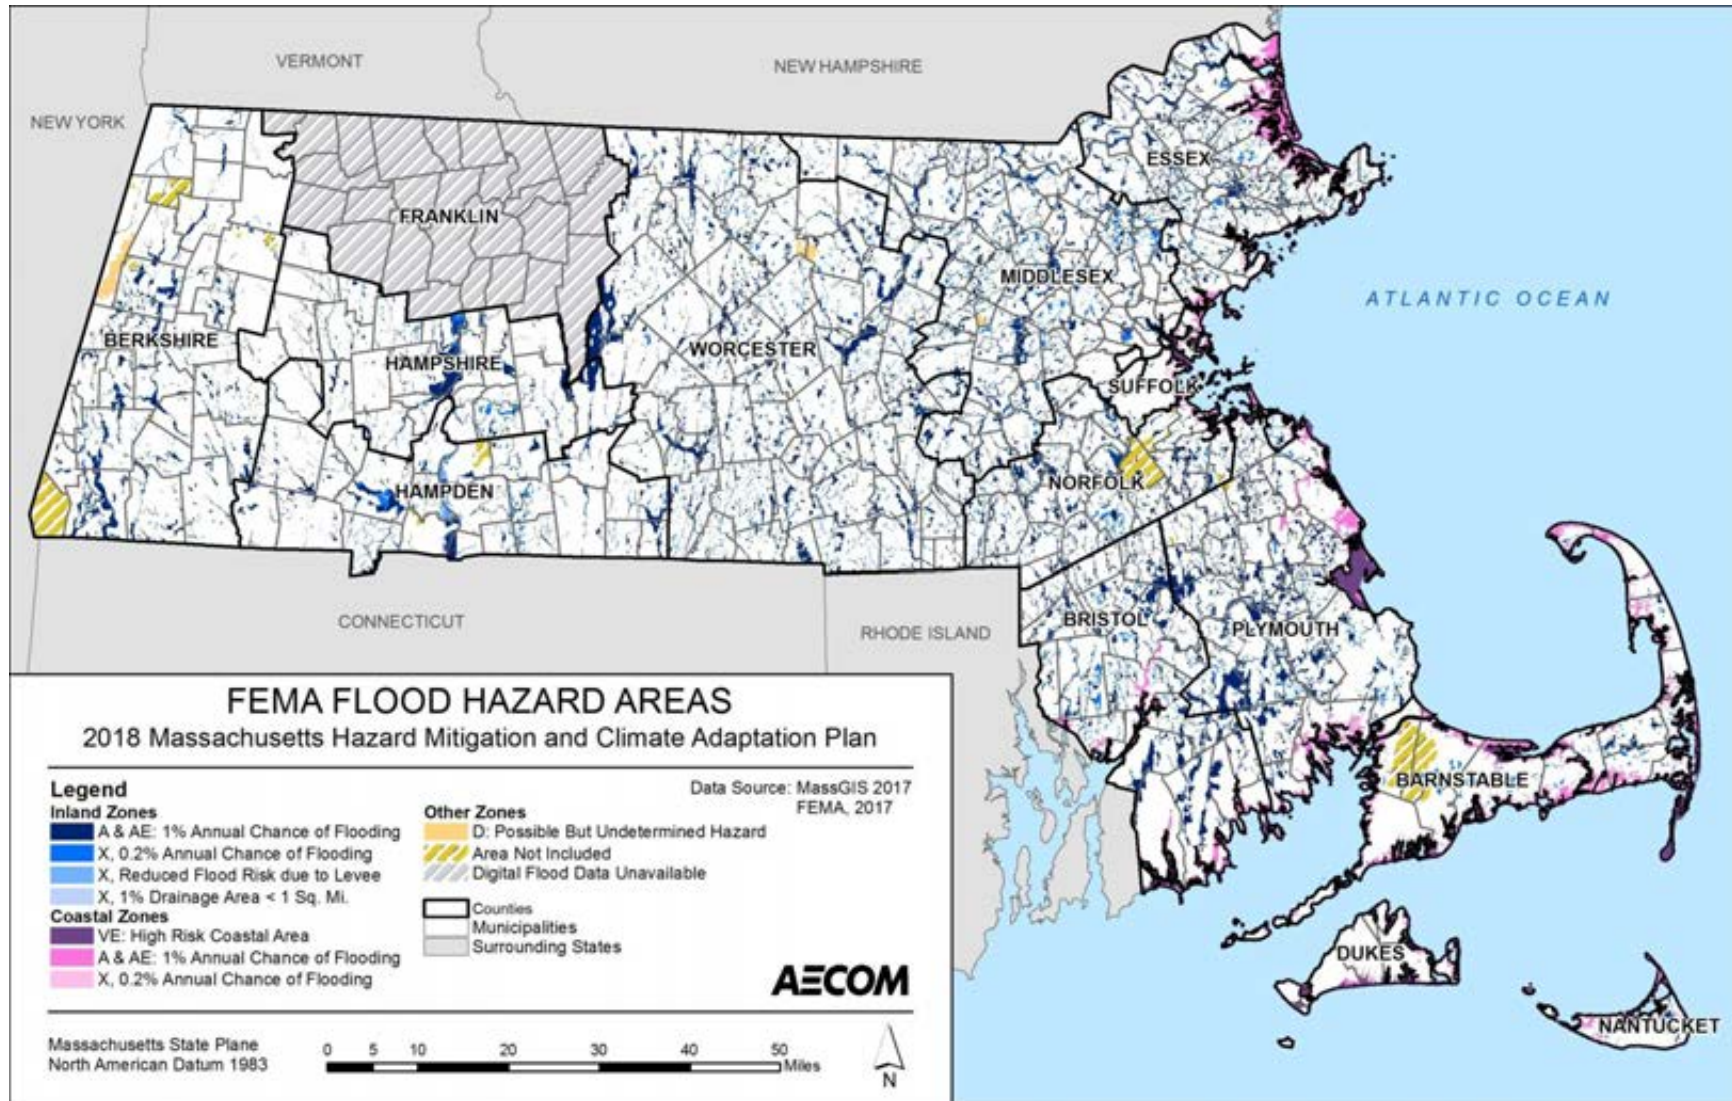 VERMONT
NEW HAMPSHIRE
NEW YORK
ESSEX
FRANKLIN
MIDDLESEX
ATLANTIC OCEAN
BERKSHIRE
HAMPSHIRE
WORCESTER
SUFFOLK
HAMPDEN
NORFOLK
CONNECTICUT
RHODE ISLAND
BRISTOL
PLYMOUTH
BARNSTABLE
DUKES
NANTUCKET
FEMA FLOOD HAZARD AREAS
2018 Massachusetts Hazard Mitigation and Climate Adaptation Plan
Legend
Inland Zones
A & AE: 1% Annual Chance of Flooding
X, 0.2% Annual Chance of Flooding
X, Reduced Flood Risk due to Levee
X, 1% Drainage Area < 1 Sq. Mi.
Coastal Zones
VE: High Risk Coastal Area
A & AE: 1% Annual Chance of Flooding
X, 0.2% Annual Chance of Flooding
Data Source: MassGIS 2017
FEMA, 2017
Other Zones
D: Possible But Undetermined Hazard
Area Not Included
Digital Flood Data Unavailable
Counties
Municipalities
Surrounding States
AECOM
Massachusetts State Plane
North American Datum 1983
0 5 10 20 30 40 50
Miles
N